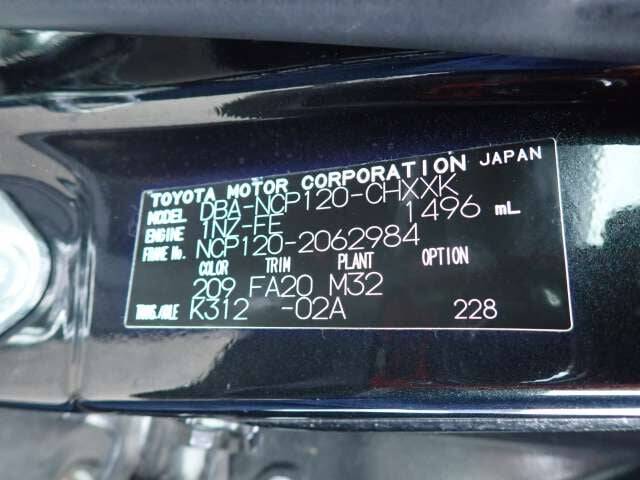 TOYOTA MOTOR CORPORATION JAPAN
MODEL DBA-NCP120-CHXXK
ENGINE 1NZ-FE 1496 mL
FRAME No. NCP120-2062984
COLOR TRIM PLANT OPTION
209 FA20 M32
TRANS./AXLE K312 -02A 228